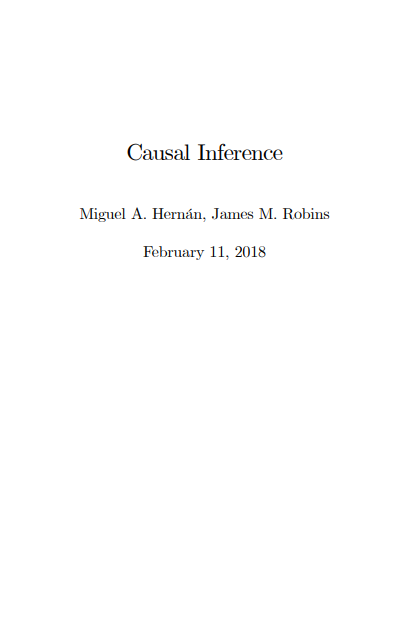 Causal Inference
Miguel A. Hernán, James M. Robins
February 11, 2018